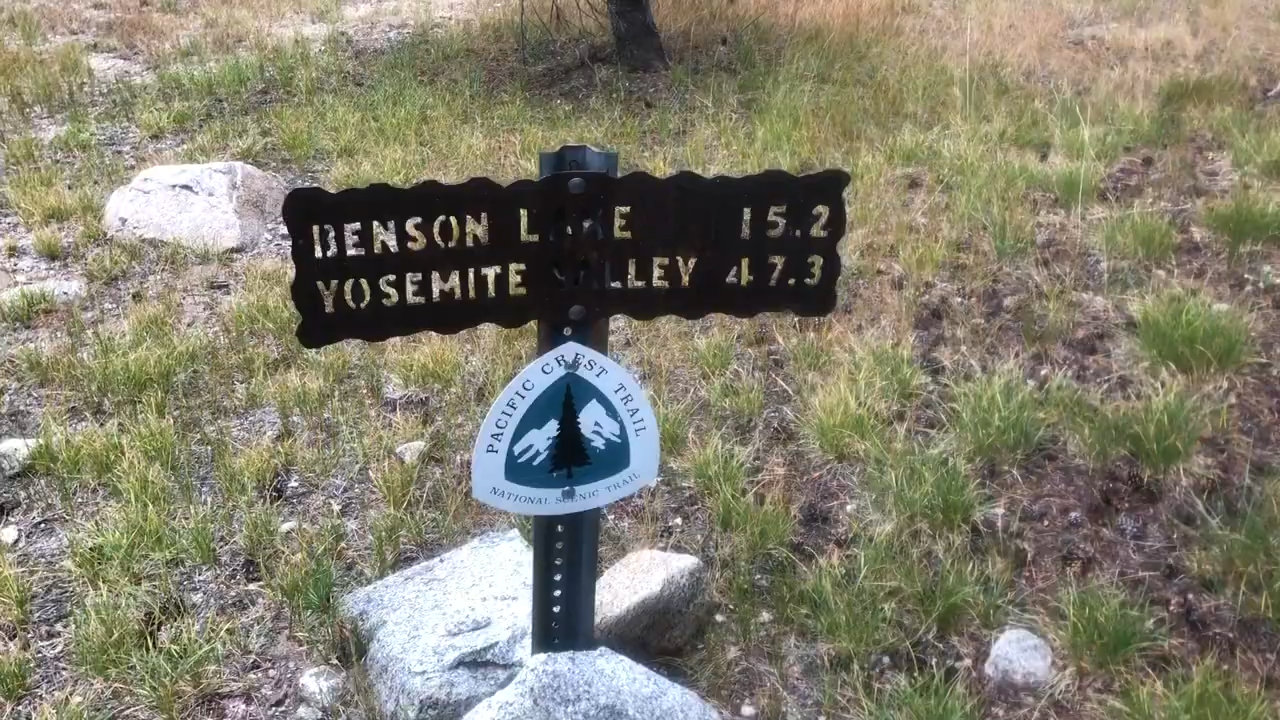 BENSON LAKE 15.2
YOSEMITE VALLEY 47.3
PACIFIC CREST TRAIL
NATIONAL SCENIC TRAIL